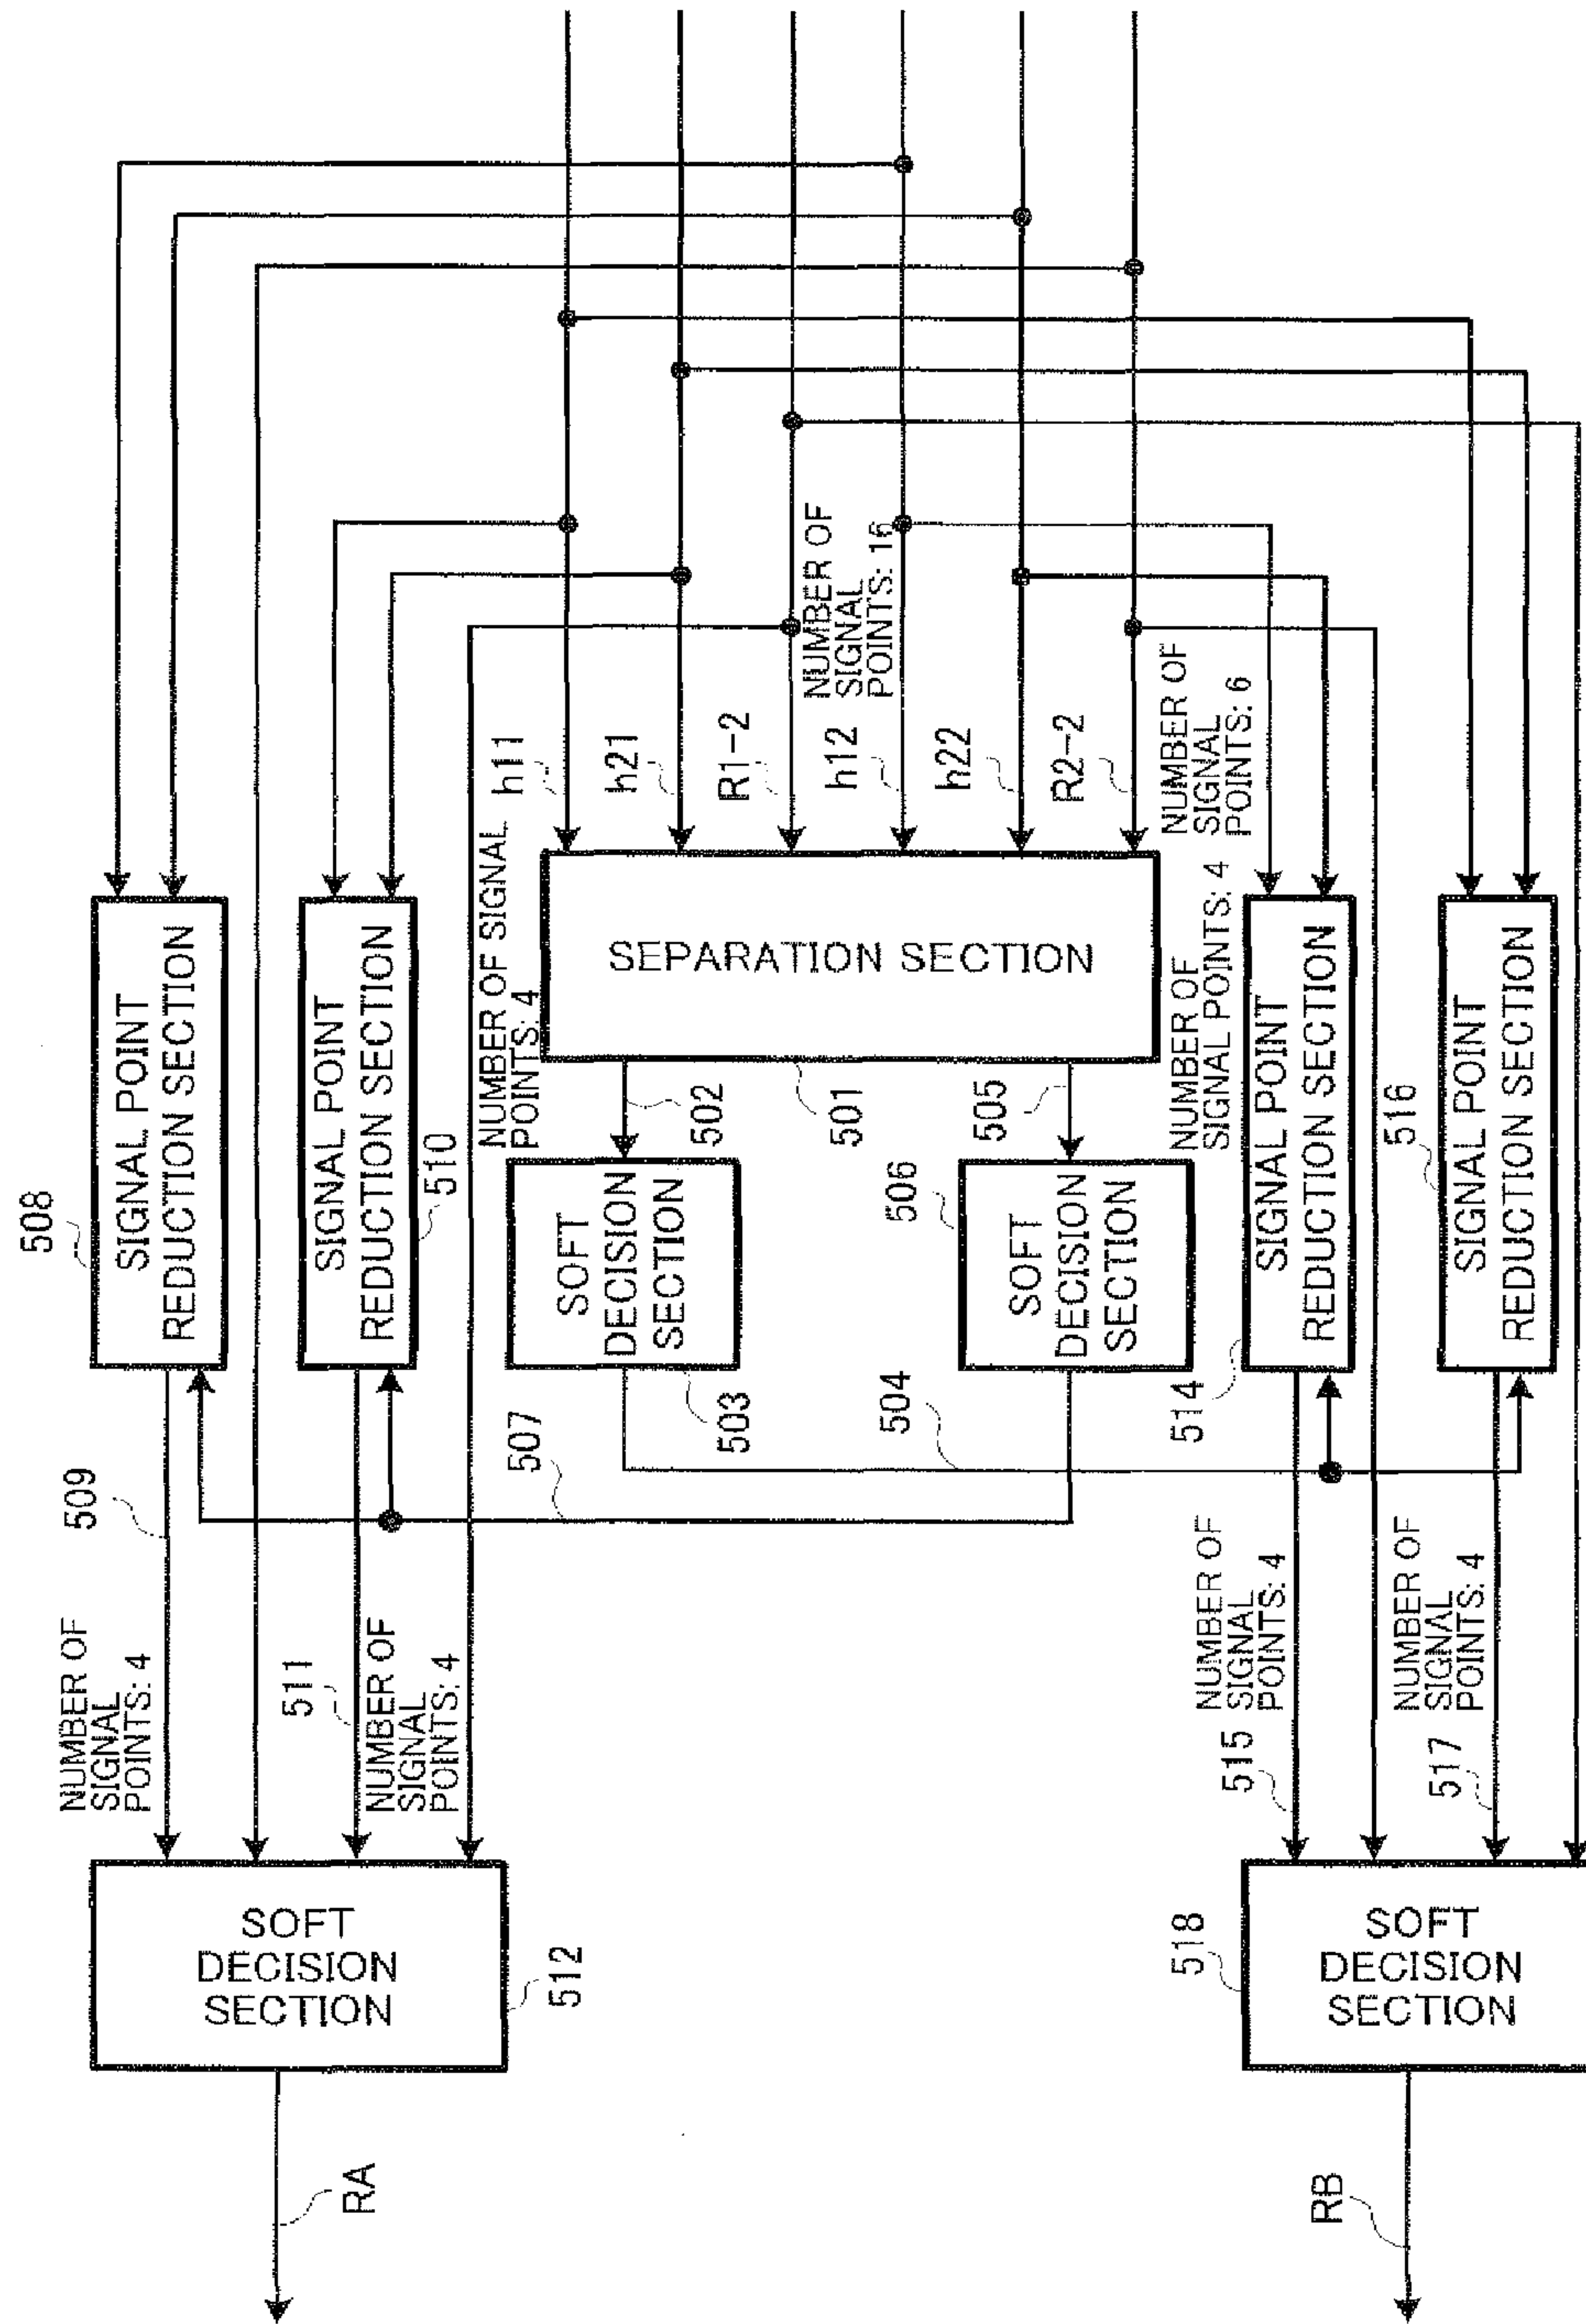 508
SIGNAL POINT
REDUCTION SECTION
509
NUMBER OF
SIGNAL
POINTS: 4
SIGNAL POINT
REDUCTION SECTION
510
511
NUMBER OF
SIGNAL
POINTS: 4
SOFT
DECISION
SECTION
512
RA
h11
h21
R1-2
NUMBER OF
SIGNAL
POINTS: 16
h12
h22
R2-2
NUMBER OF
SIGNAL
POINTS: 6
NUMBER OF SIGNAL
POINTS: 4
SEPARATION SECTION
501
502
505
SOFT
DECISION
SECTION
503
506
SOFT
DECISION
SECTION
507
504
NUMBER OF
SIGNAL POINTS: 4
SIGNAL POINT
REDUCTION SECTION
514
516
SIGNAL POINT
REDUCTION SECTION
NUMBER OF
SIGNAL
POINTS: 4
515
NUMBER OF
SIGNAL
POINTS: 4
517
518
SOFT
DECISION
SECTION
RB